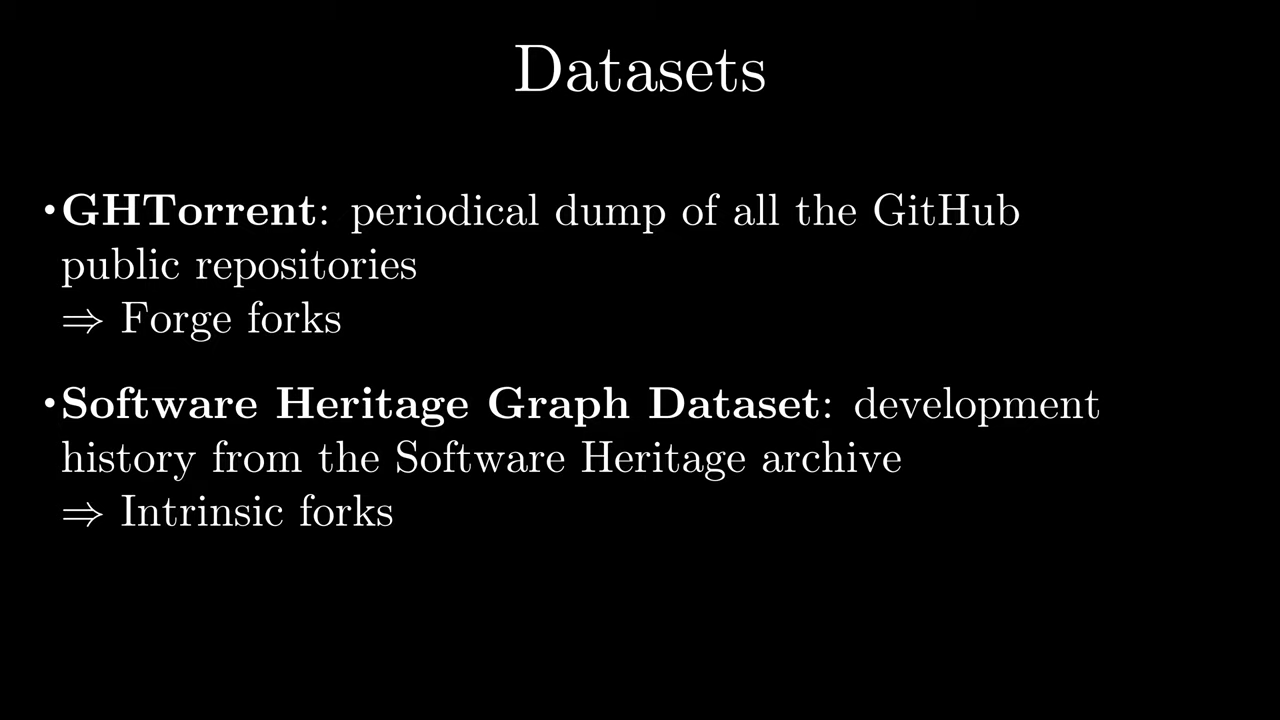 Datasets
•GHTorrent: periodical dump of all the GitHub
public repositories
⇒ Forge forks
•Software Heritage Graph Dataset: development
history from the Software Heritage archive
⇒ Intrinsic forks